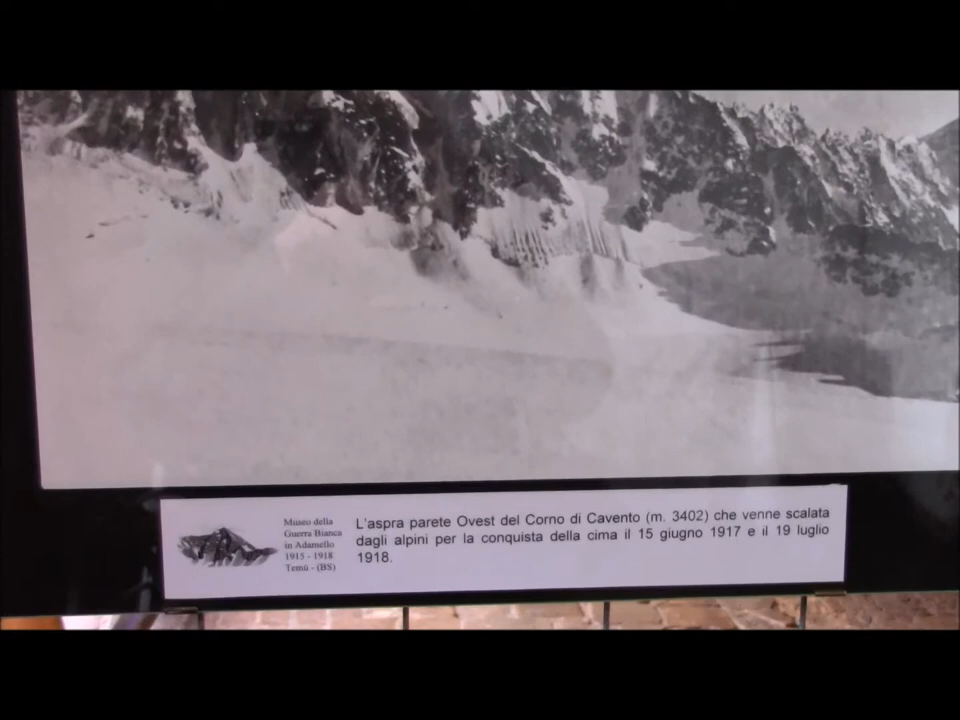 Museo della
Guerra Bianca
in Adamello
1915 - 1918
Temù - (BS)
L'aspra parete Ovest del Corno di Cavento (m. 3402) che venne scalata
dagli alpini per la conquista della cima il 15 giugno 1917 e il 19 luglio
1918.